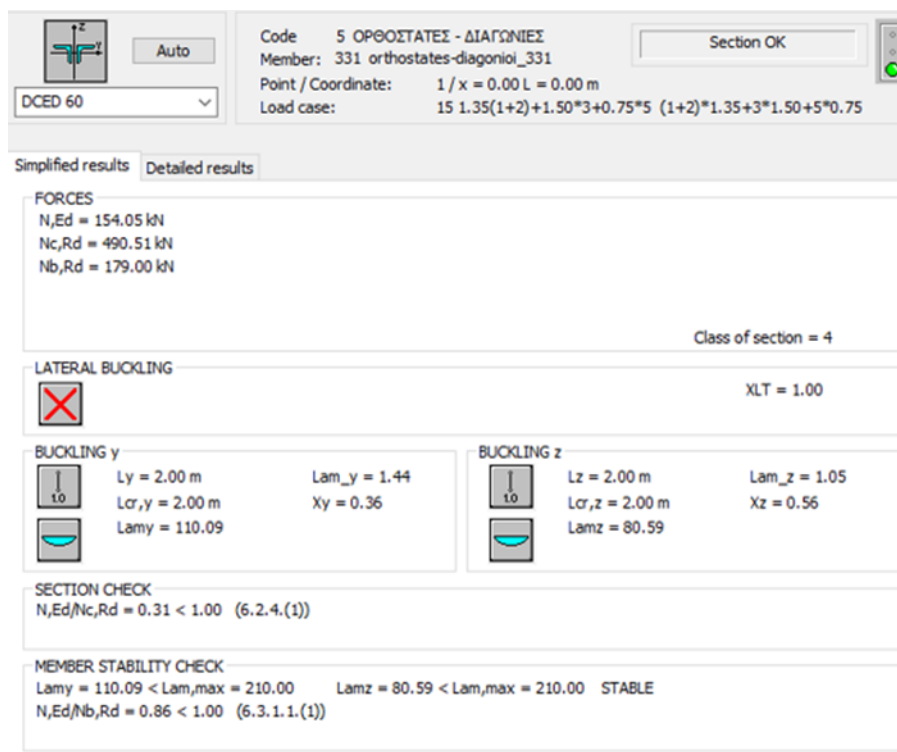 z
y
Auto
DCED 60
Code 5 ΟΡΘΟΣΤΑΤΕΣ - ΔΙΑΓΩΝΙΕΣ
Member: 331 orthostates-diagonioi_331
Point / Coordinate: 1 / x = 0.00 L = 0.00 m
Load case: 15 1.35(1+2)+1.50*3+0.75*5 (1+2)*1.35+3*1.50+5*0.75
Section OK
Simplified results Detailed results
FORCES
N,Ed = 154.05 kN
Nc,Rd = 490.51 kN
Nb,Rd = 179.00 kN
Class of section = 4
LATERAL BUCKLING
XLT = 1.00
BUCKLING y
1.0
Ly = 2.00 m Lam_y = 1.44
Lcr,y = 2.00 m Xy = 0.36
Lamy = 110.09
BUCKLING z
1.0
Lz = 2.00 m Lam_z = 1.05
Lcr,z = 2.00 m Xz = 0.56
Lamz = 80.59
SECTION CHECK
N,Ed/Nc,Rd = 0.31 < 1.00 (6.2.4.(1))
MEMBER STABILITY CHECK
Lamy = 110.09 < Lam,max = 210.00 Lamz = 80.59 < Lam,max = 210.00 STABLE
N,Ed/Nb,Rd = 0.86 < 1.00 (6.3.1.1.(1))